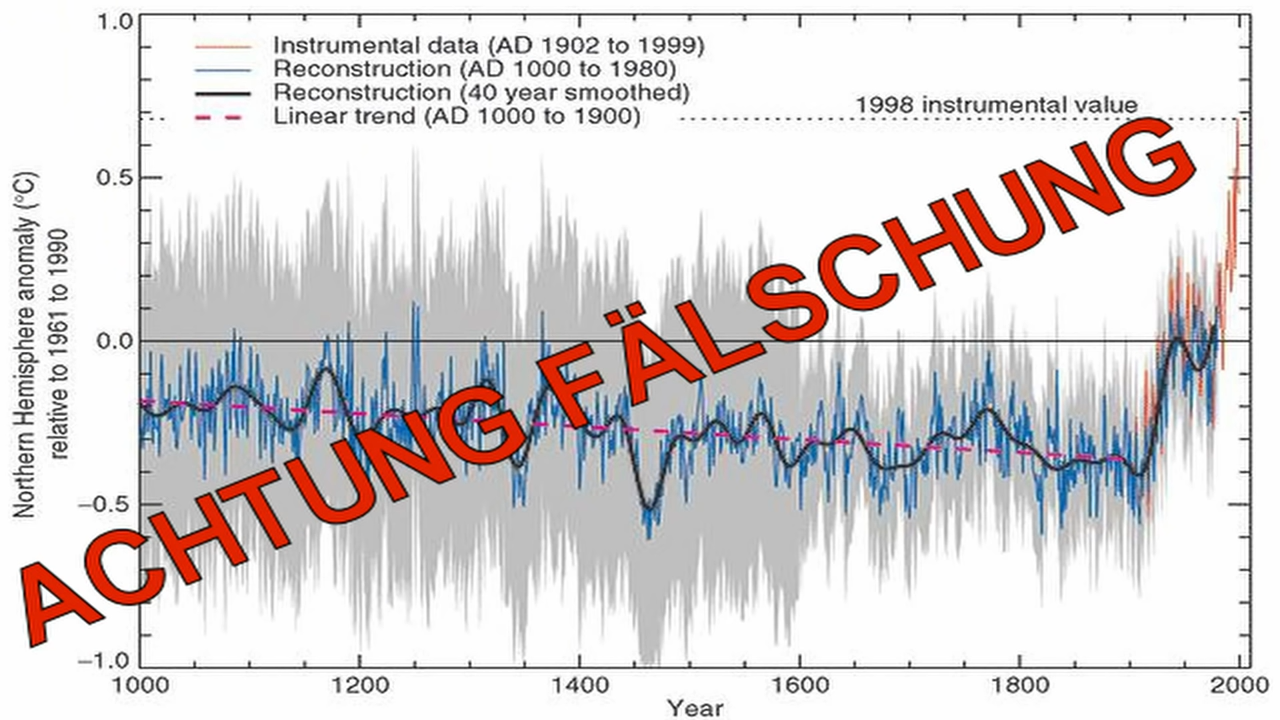 1.0
Instrumental data (AD 1902 to 1999)
Reconstruction (AD 1000 to 1980)
Reconstruction (40 year smoothed)
Linear trend (AD 1000 to 1900)
1998 instrumental value
0.5
0.0
−0.5
−1.0
Northern Hemisphere anomaly (°C)
relative to 1961 to 1990
ACHTUNG FÄLSCHUNG
1000 1200 1400 1600 1800 2000
Year